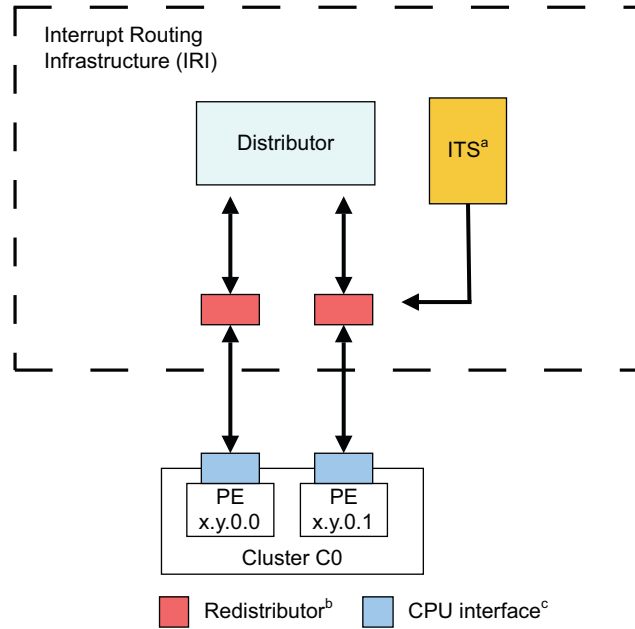 Interrupt Routing
Infrastructure (IRI)
Distributor
ITSᵃ
PE
x.y.0.0
PE
x.y.0.1
Cluster C0
Redistributorᵇ
CPU interfaceᶜ